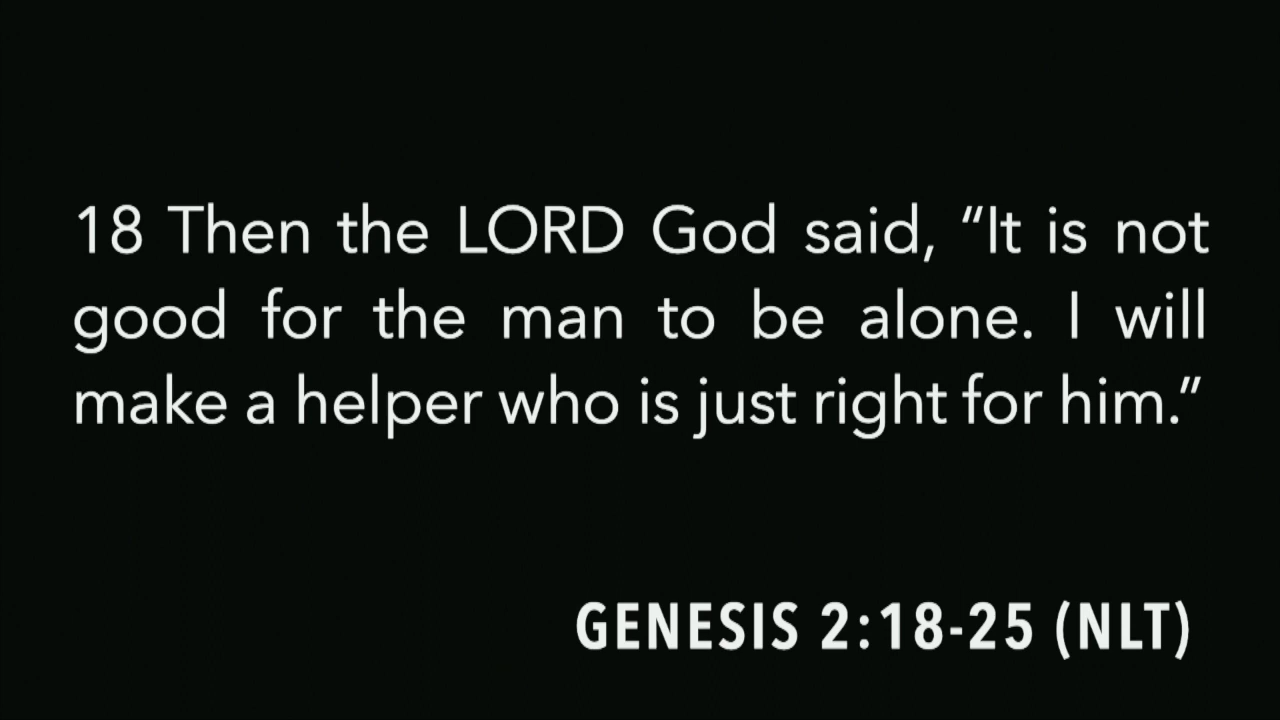 18 Then the LORD God said, “It is not
good for the man to be alone. I will
make a helper who is just right for him.”
GENESIS 2:18-25 (NLT)